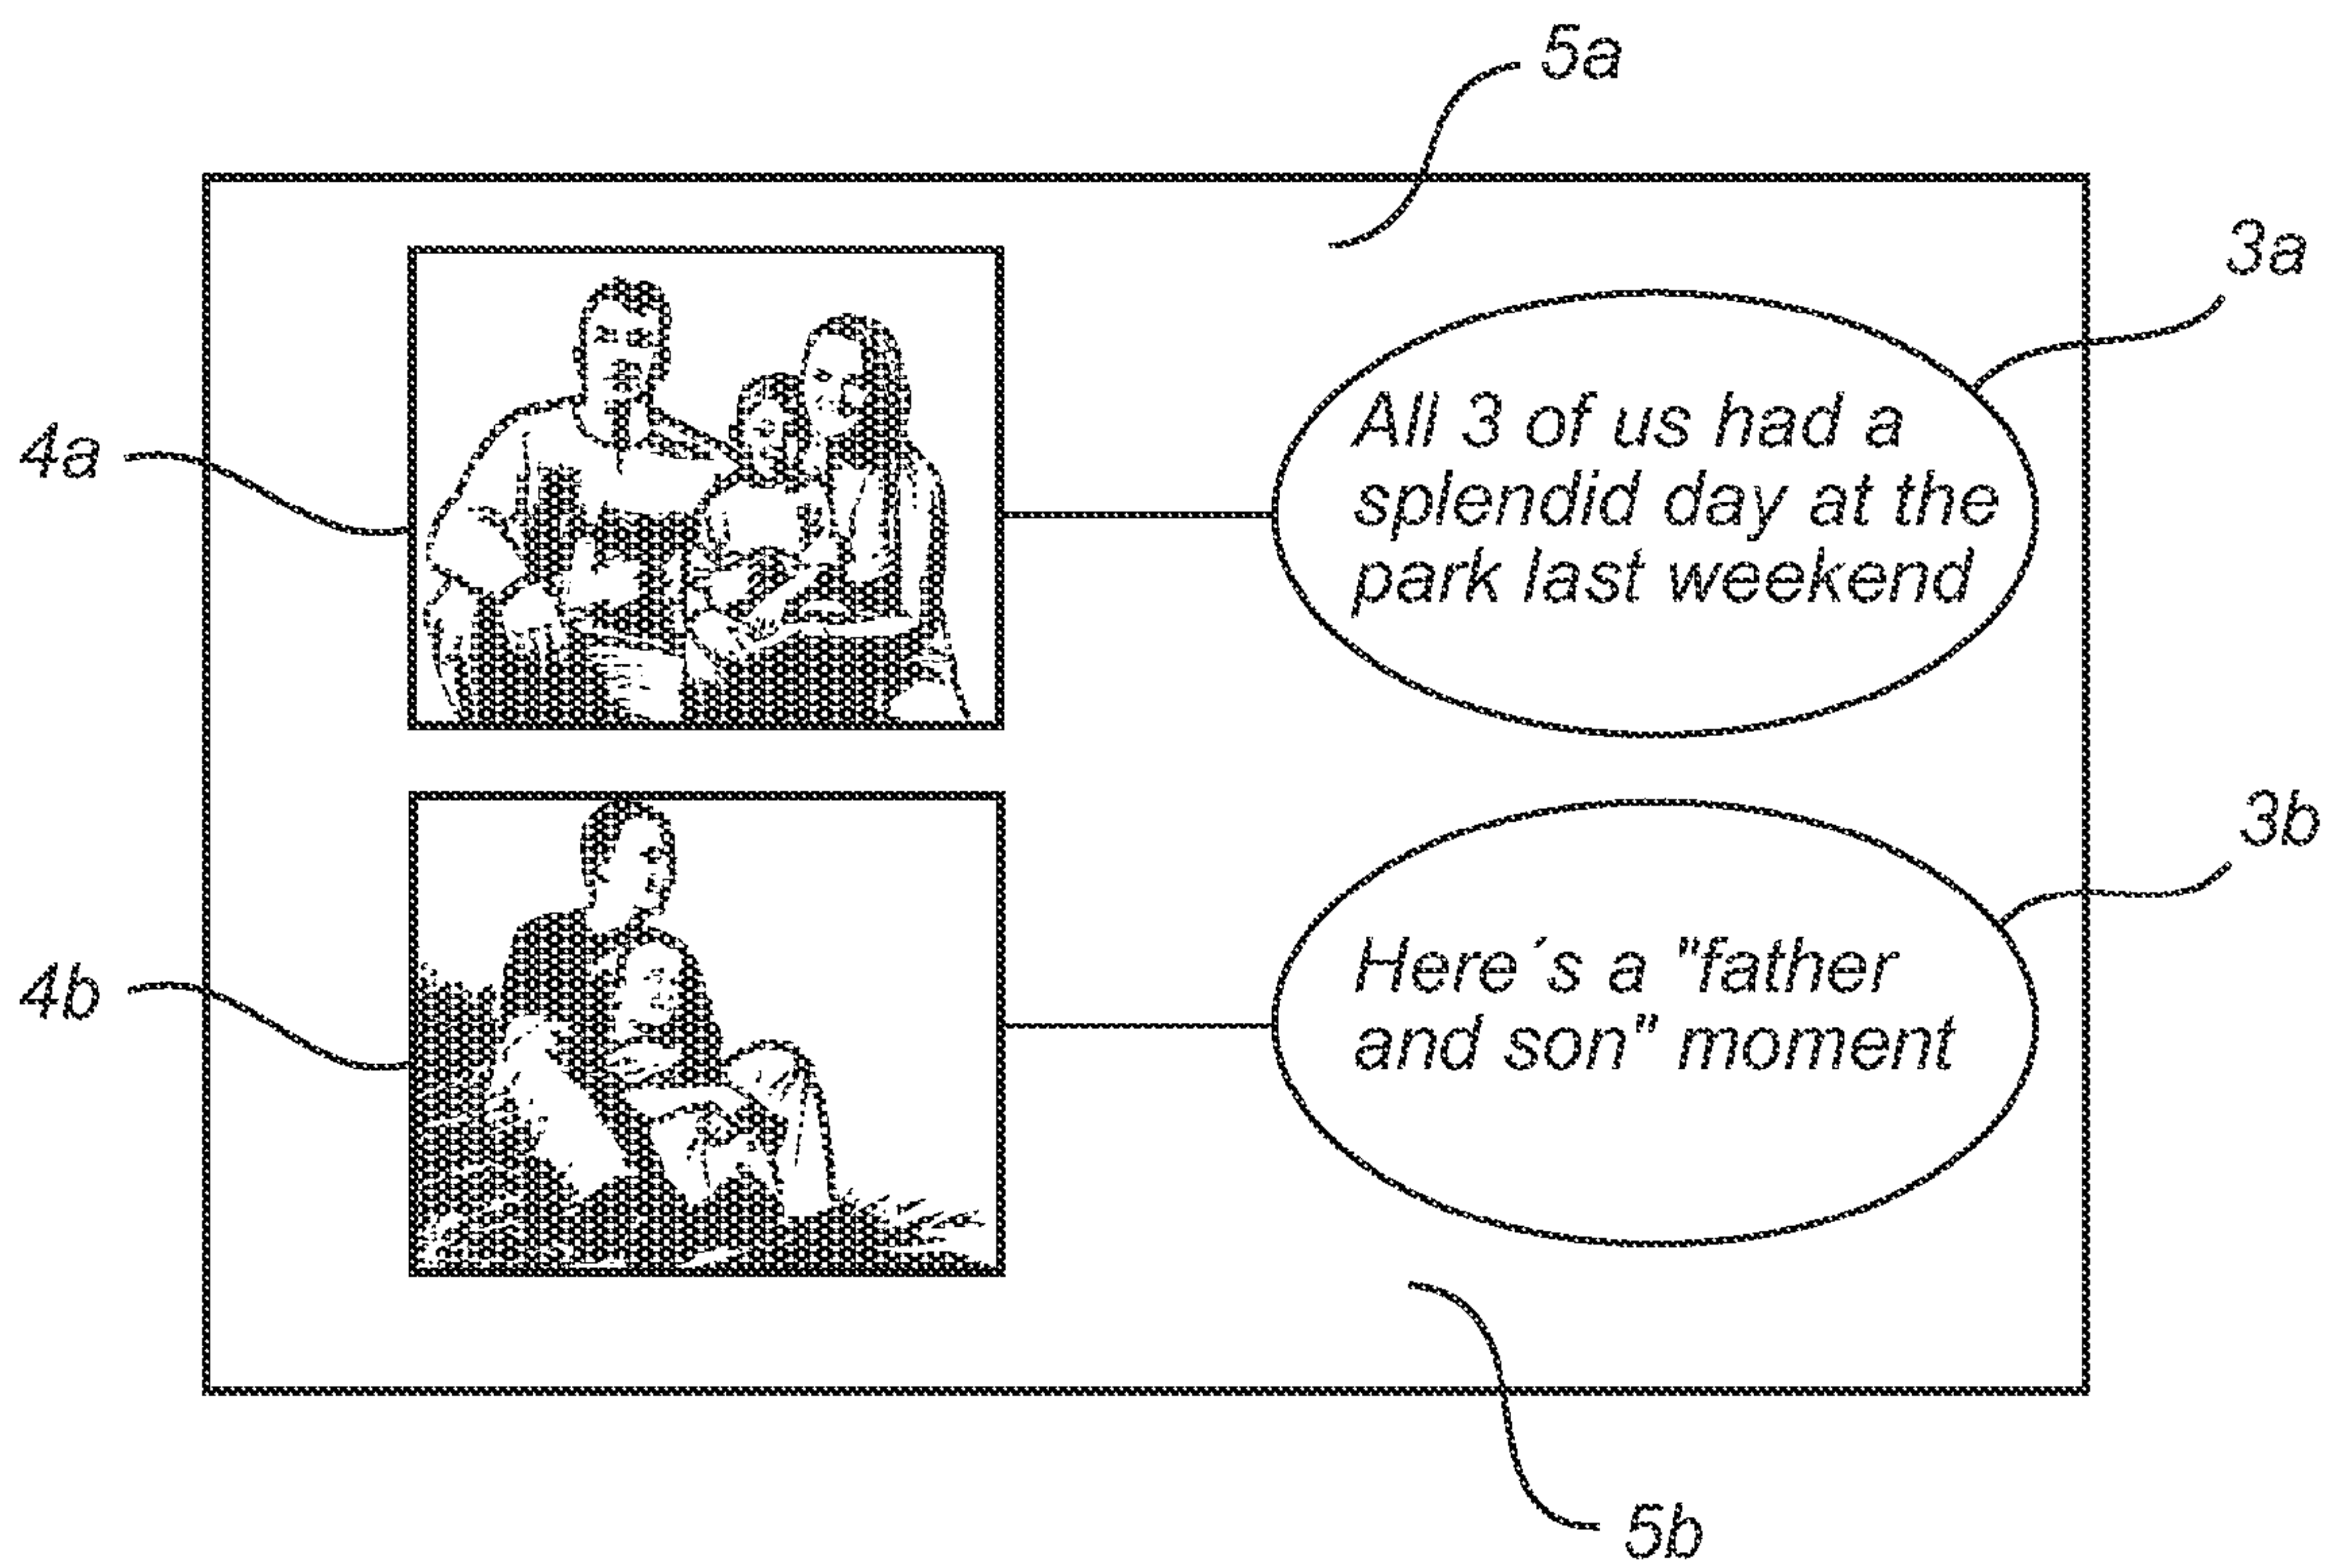 5a
3a
4a
All 3 of us had a
splendid day at the
park last weekend
3b
4b
Here´s a "father
and son" moment
5b